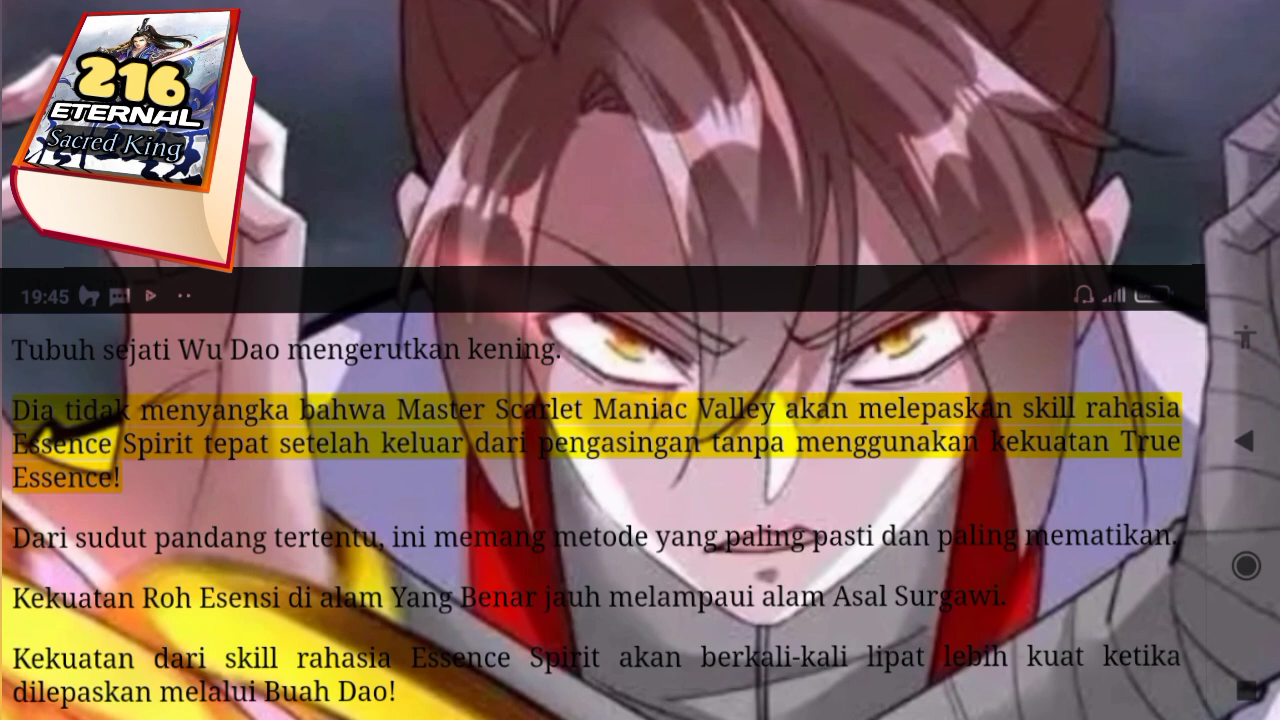 216
ETERNAL
Sacred King
19:45
Tubuh sejati Wu Dao mengerutkan kening.
Dia tidak menyangka bahwa Master Scarlet Maniac Valley akan melepaskan skill rahasia
Essence Spirit tepat setelah keluar dari pengasingan tanpa menggunakan kekuatan True
Essence!
Dari sudut pandang tertentu, ini memang metode yang paling pasti dan paling mematikan.
Kekuatan Roh Esensi di alam Yang Benar jauh melampaui alam Asal Surgawi.
Kekuatan dari skill rahasia Essence Spirit akan berkali-kali lipat lebih kuat ketika
dilepaskan melalui Buah Dao!